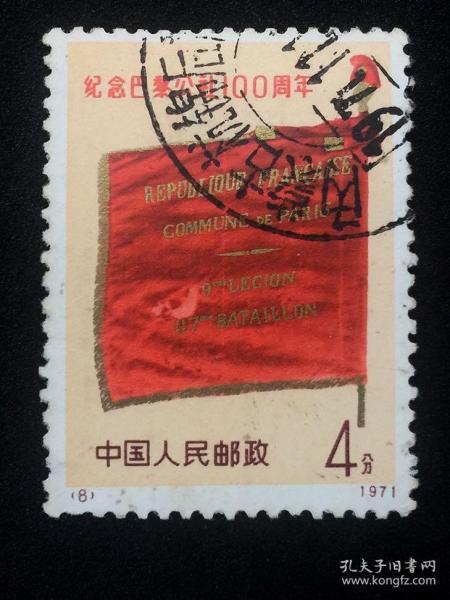 纪念巴黎公社100周年
REPUBLIQUE FRANCAISE
COMMUNE DE PARIS
9me LEGION
117me BATAILLON
中国人民邮政
4分
(8)
1971
孔夫子旧书网
www.kongfz.com